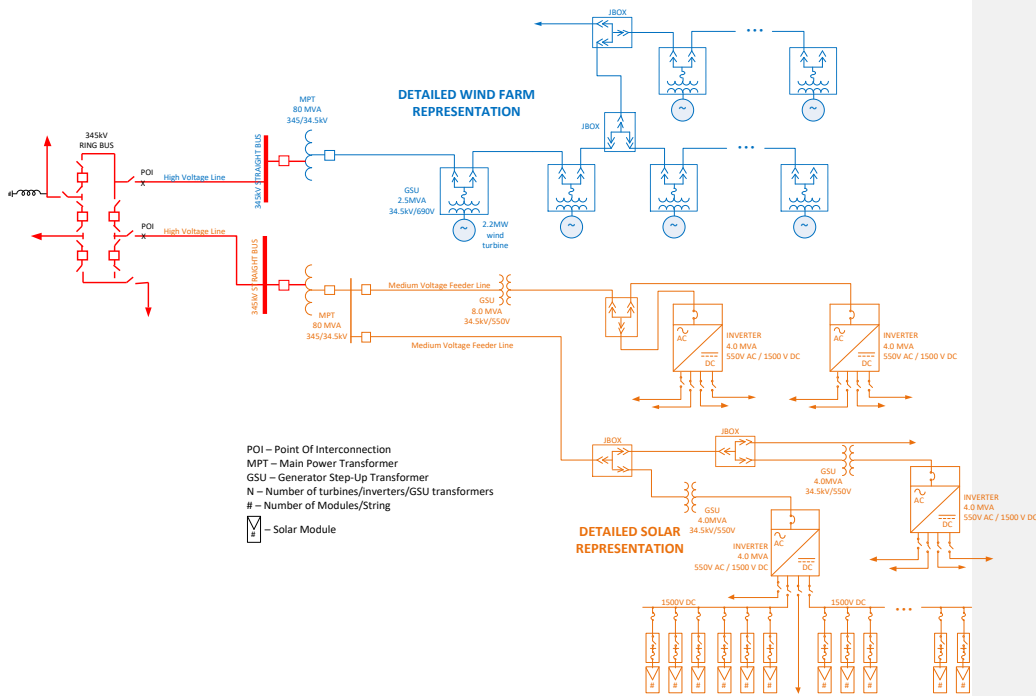 JBOX
DETAILED WIND FARM
REPRESENTATION
MPT
80 MVA
345/34.5kV
JBOX
345kV
RING BUS
POI
X
High Voltage Line
345kV STRAIGHT BUS
GSU
2.5MVA
34.5kV/690V
~
~
~
~
~
~
2.2MW
wind
turbine
POI
X
High Voltage Line
345kV STRAIGHT BUS
MPT
80 MVA
345/34.5kV
Medium Voltage Feeder Line
GSU
8.0 MVA
34.5kV/550V
Medium Voltage Feeder Line
AC
DC
INVERTER
4.0 MVA
550V AC / 1500 V DC
AC
DC
INVERTER
4.0 MVA
550V AC / 1500 V DC
JBOX
JBOX
GSU
4.0MVA
34.5kV/550V
AC
DC
INVERTER
4.0 MVA
550V AC / 1500 V DC
GSU
4.0MVA
34.5kV/550V
POI – Point Of Interconnection
MPT – Main Power Transformer
GSU – Generator Step-Up Transformer
N – Number of turbines/inverters/GSU transformers
# – Number of Modules/String
# – Solar Module
DETAILED SOLAR
REPRESENTATION
INVERTER
4.0 MVA
550V AC / 1500 V DC
AC
DC
1500V DC
1500V DC
# # # # # # # # # # #